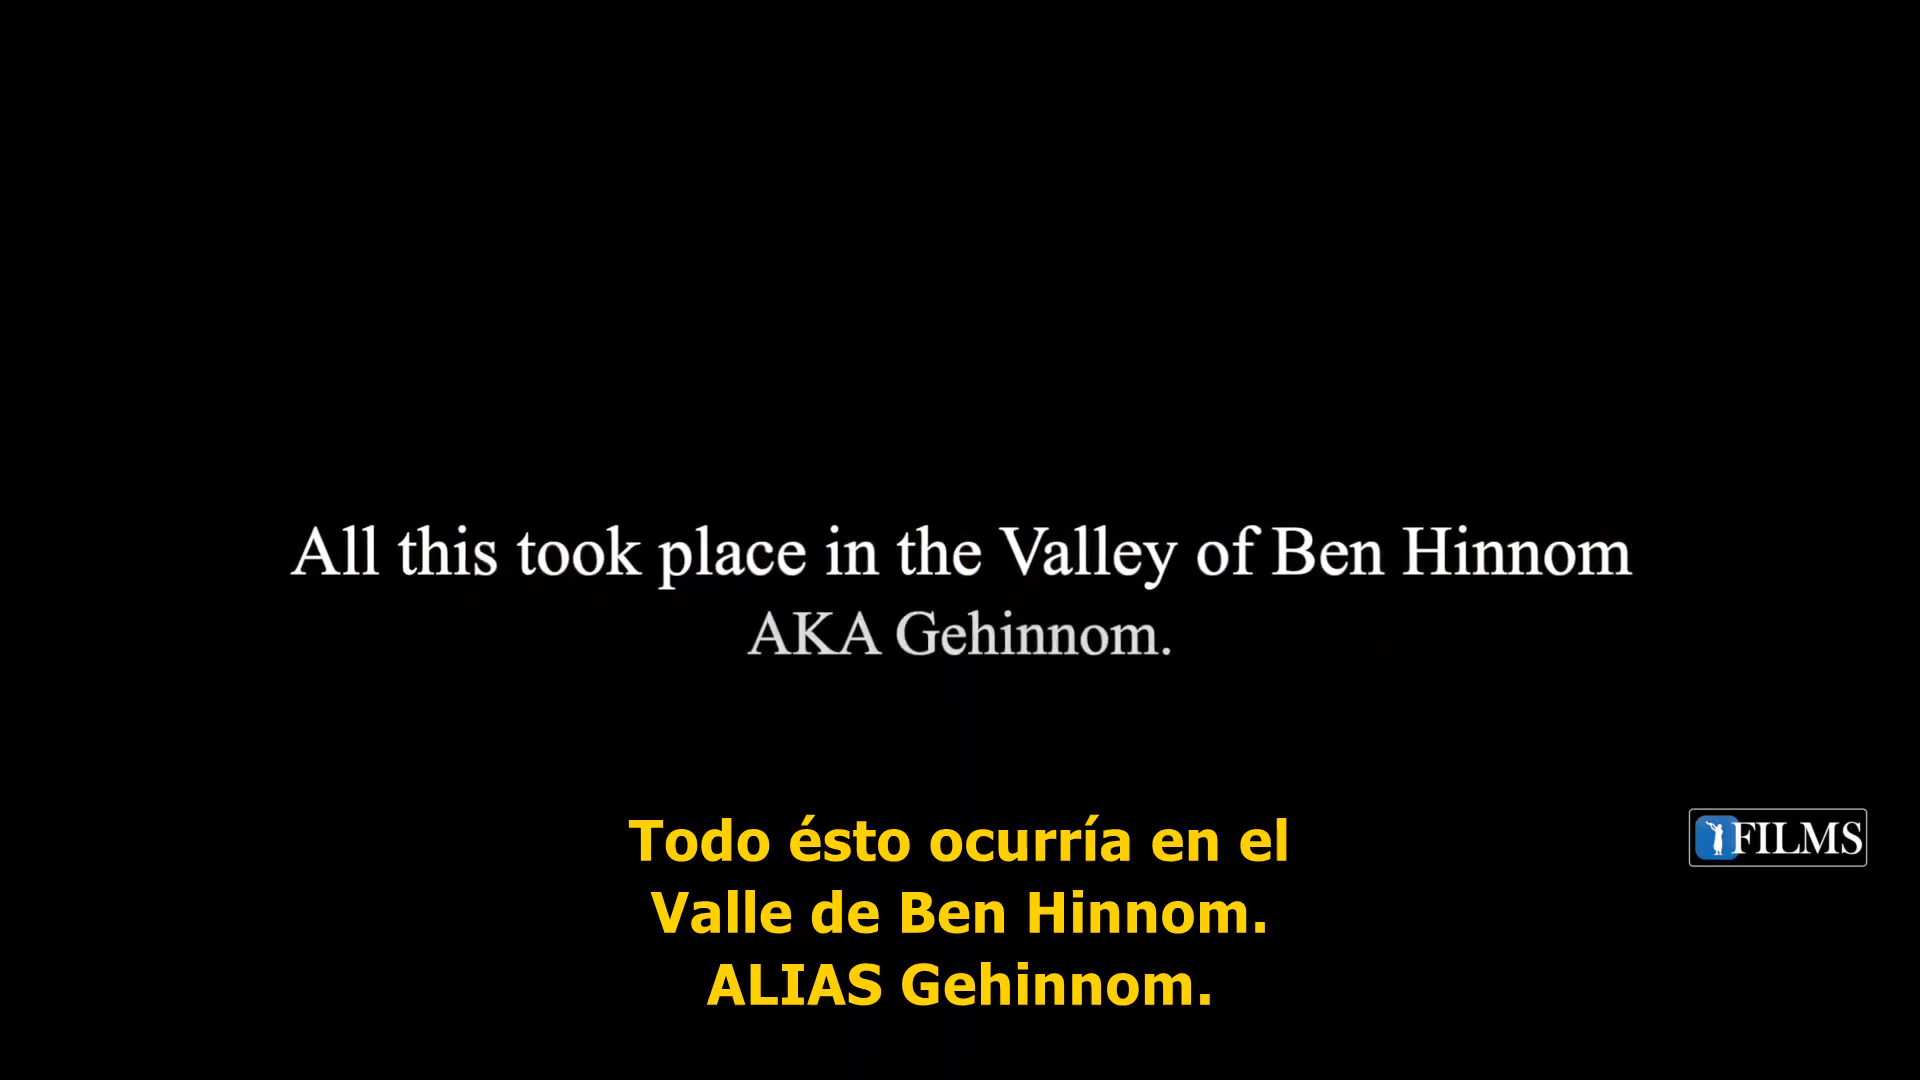 All this took place in the Valley of Ben Hinnom
AKA Gehinnom.
FILMS
Todo ésto ocurría en el
Valle de Ben Hinnom.
ALIAS Gehinnom.